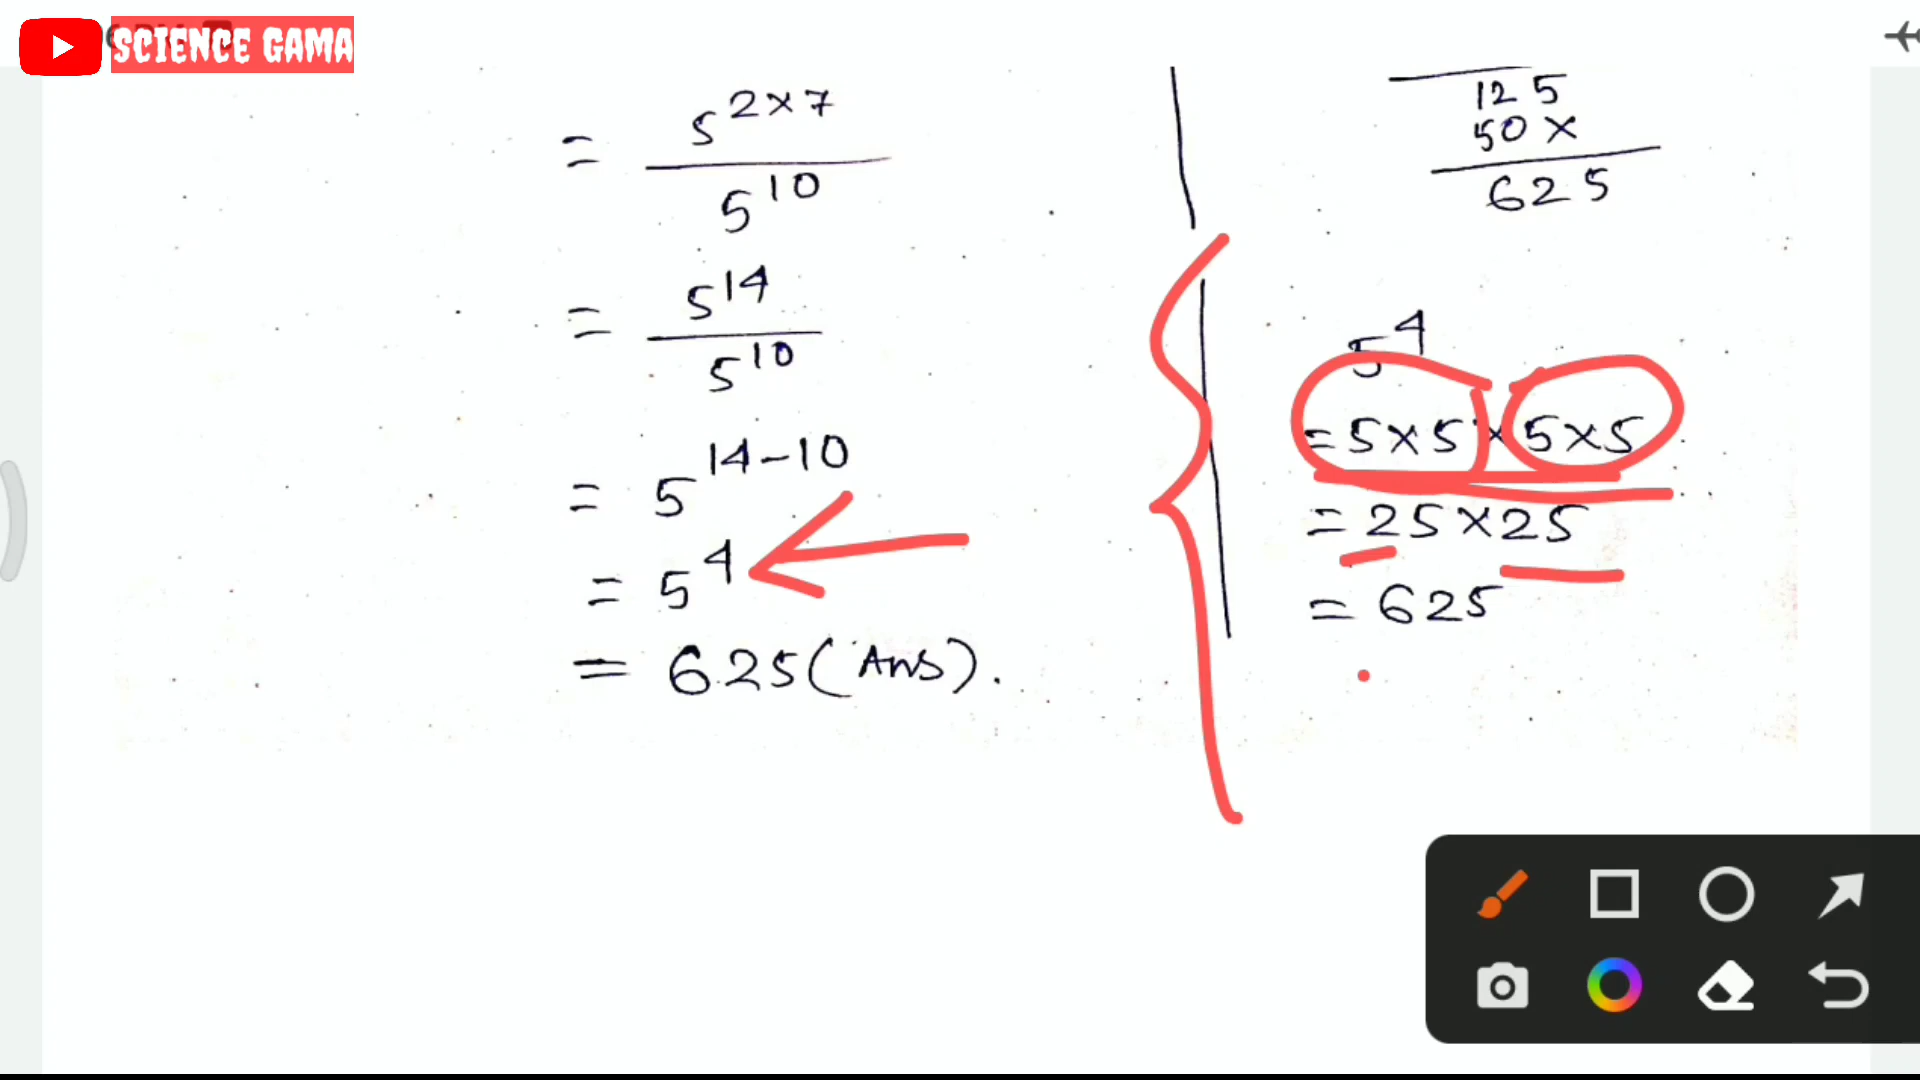 SCIENCE GAMA
= 5^{2×7} / 5^{10}
= 5^{14} / 5^{10}
= 5^{14-10}
= 5^4
= 625 (Ans).
125
50×
625
5^4
= 5×5×5×5
= 25×25
= 625